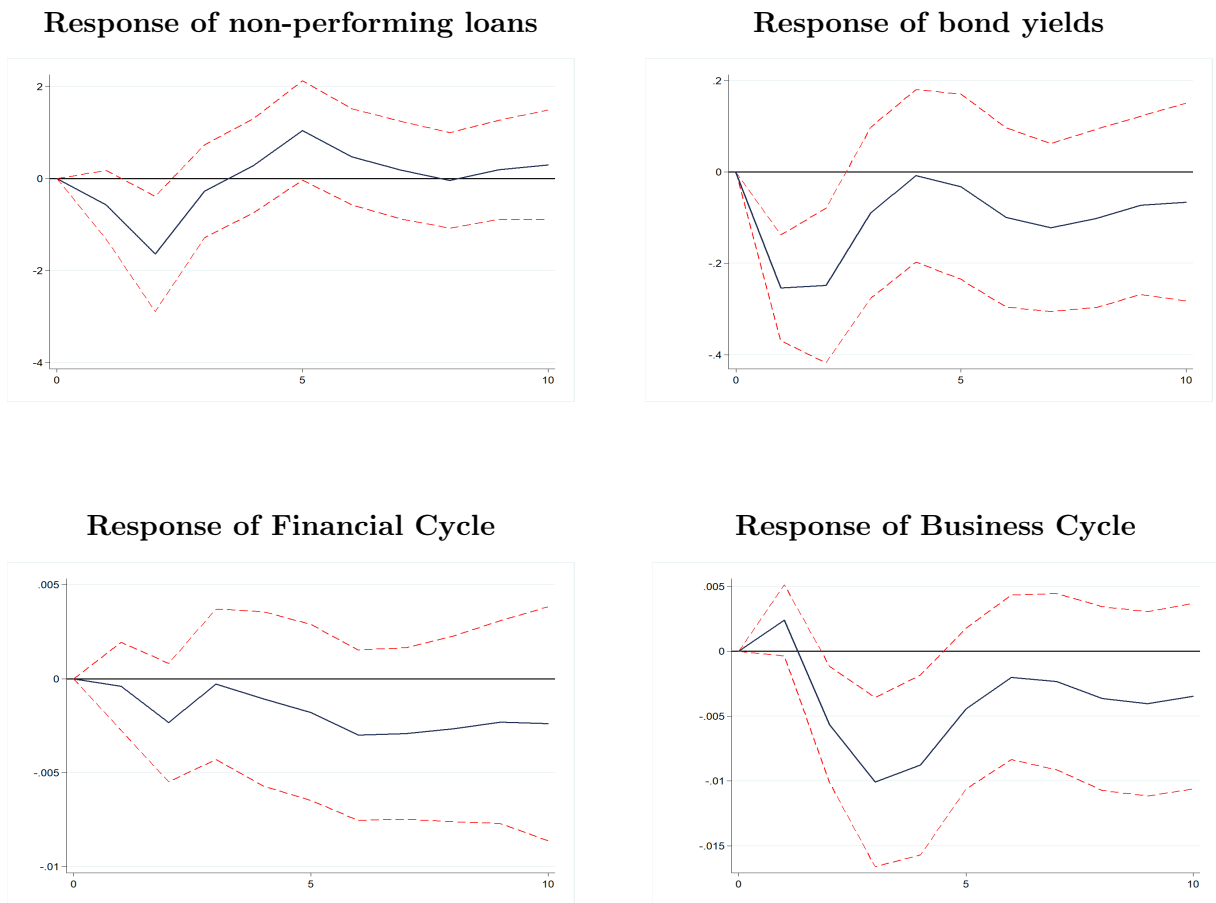 Response of non-performing loans
2
0
-2
-4
0 5 10
Response of bond yields
.2
0
-.2
-.4
0 5 10
Response of Financial Cycle
.005
0
-.005
-.01
0 5 10
Response of Business Cycle
.005
0
-.005
-.01
-.015
0 5 10